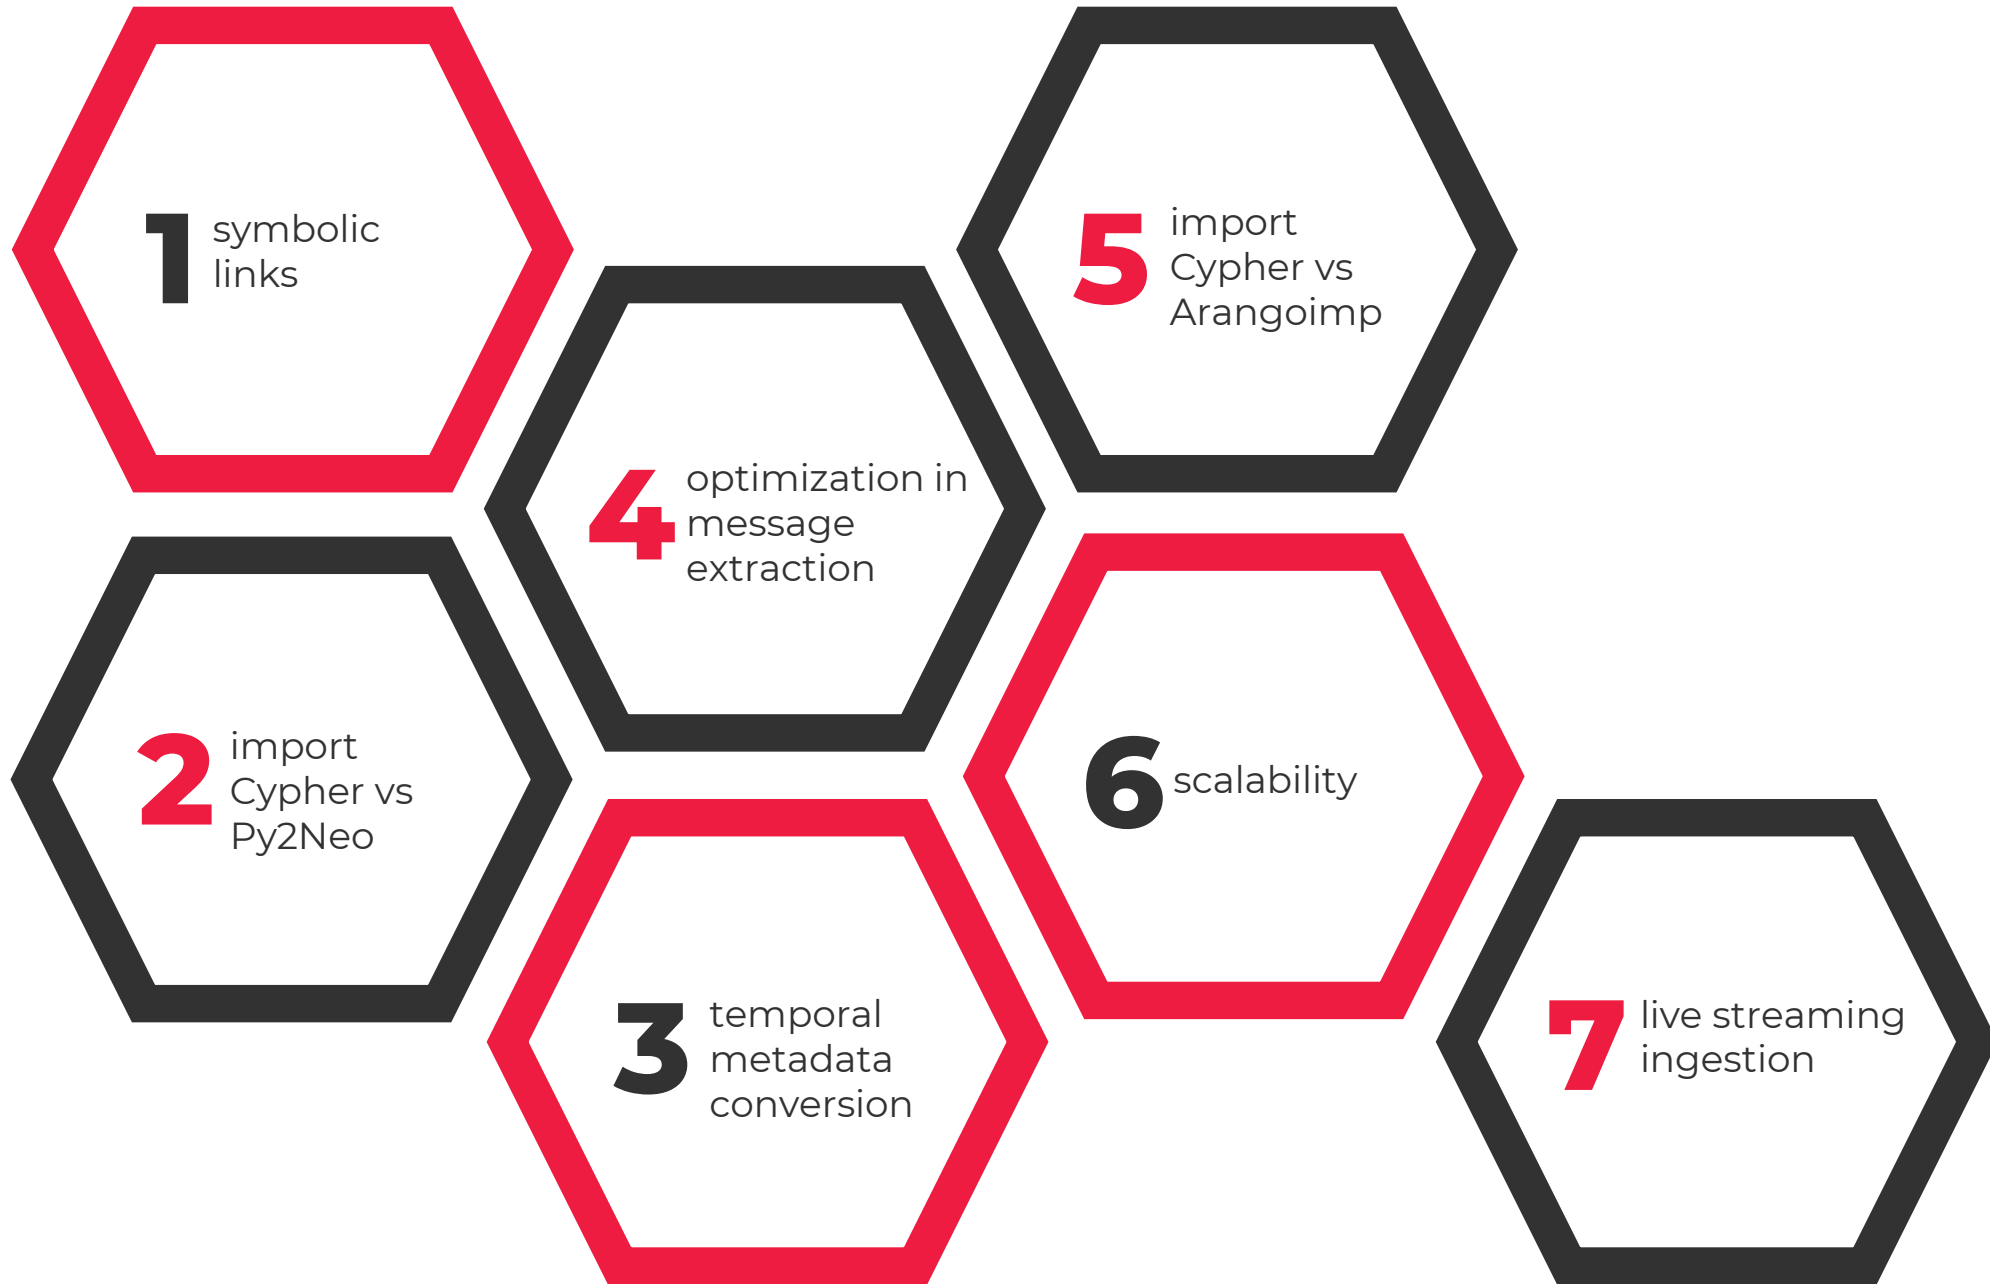 1
symbolic
links
2
import
Cypher vs
Py2Neo
3
temporal
metadata
conversion
4
optimization in
message
extraction
5
import
Cypher vs
Arangoimp
6
scalability
7
live streaming
ingestion